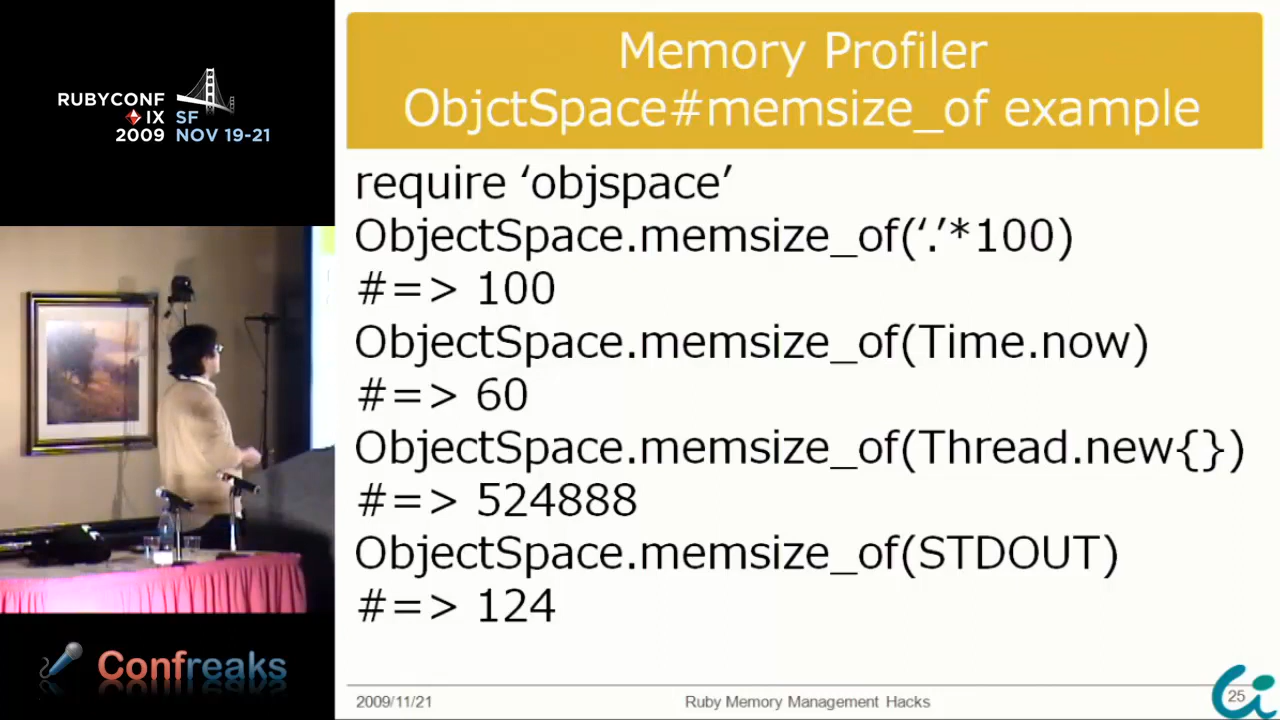 RUBYCONF
IX
2009
SF
NOV 19-21
Memory Profiler
ObjctSpace#memsize_of example
require ‘objspace’
ObjectSpace.memsize_of(‘.’*100)
#=> 100
ObjectSpace.memsize_of(Time.now)
#=> 60
ObjectSpace.memsize_of(Thread.new{})
#=> 524888
ObjectSpace.memsize_of(STDOUT)
#=> 124
Confreaks
2009/11/21
Ruby Memory Management Hacks
25